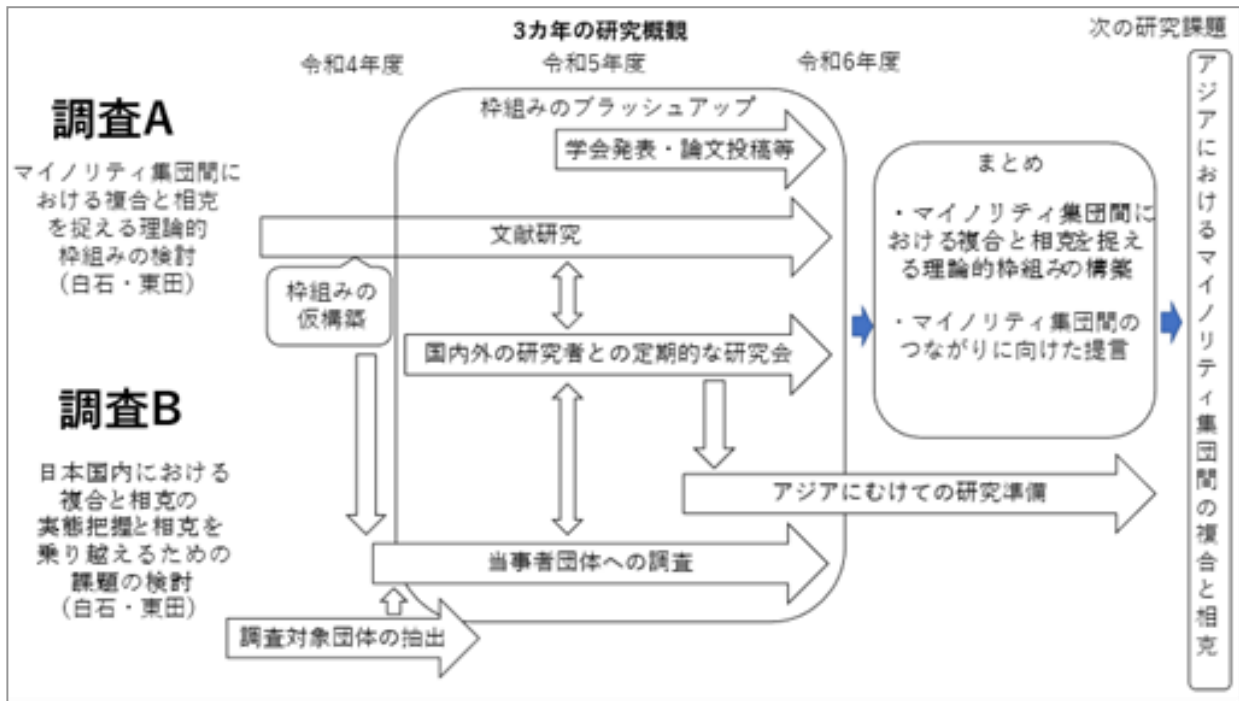 3カ年の研究概観
次の研究課題
令和4年度
令和5年度
令和6年度
調査A
マイノリティ集団間に
おける複合と相克
を捉える理論的
枠組みの検討
(白石・東田)
枠組みのブラッシュアップ
学会発表・論文投稿等
文献研究
枠組みの
仮構築
国内外の研究者との定期的な研究会
調査B
日本国内における
複合と相克の
実態把握と相克を
乗り越えるための
課題の検討
(白石・東田)
アジアにむけての研究準備
当事者団体への調査
調査対象団体の抽出
まとめ
・マイノリティ集団間に
おける複合と相克を捉え
る理論的枠組みの構築
・マイノリティ集団間の
つながりに向けた提言
アジアにおけるマイノリティ集団間の複合と相克